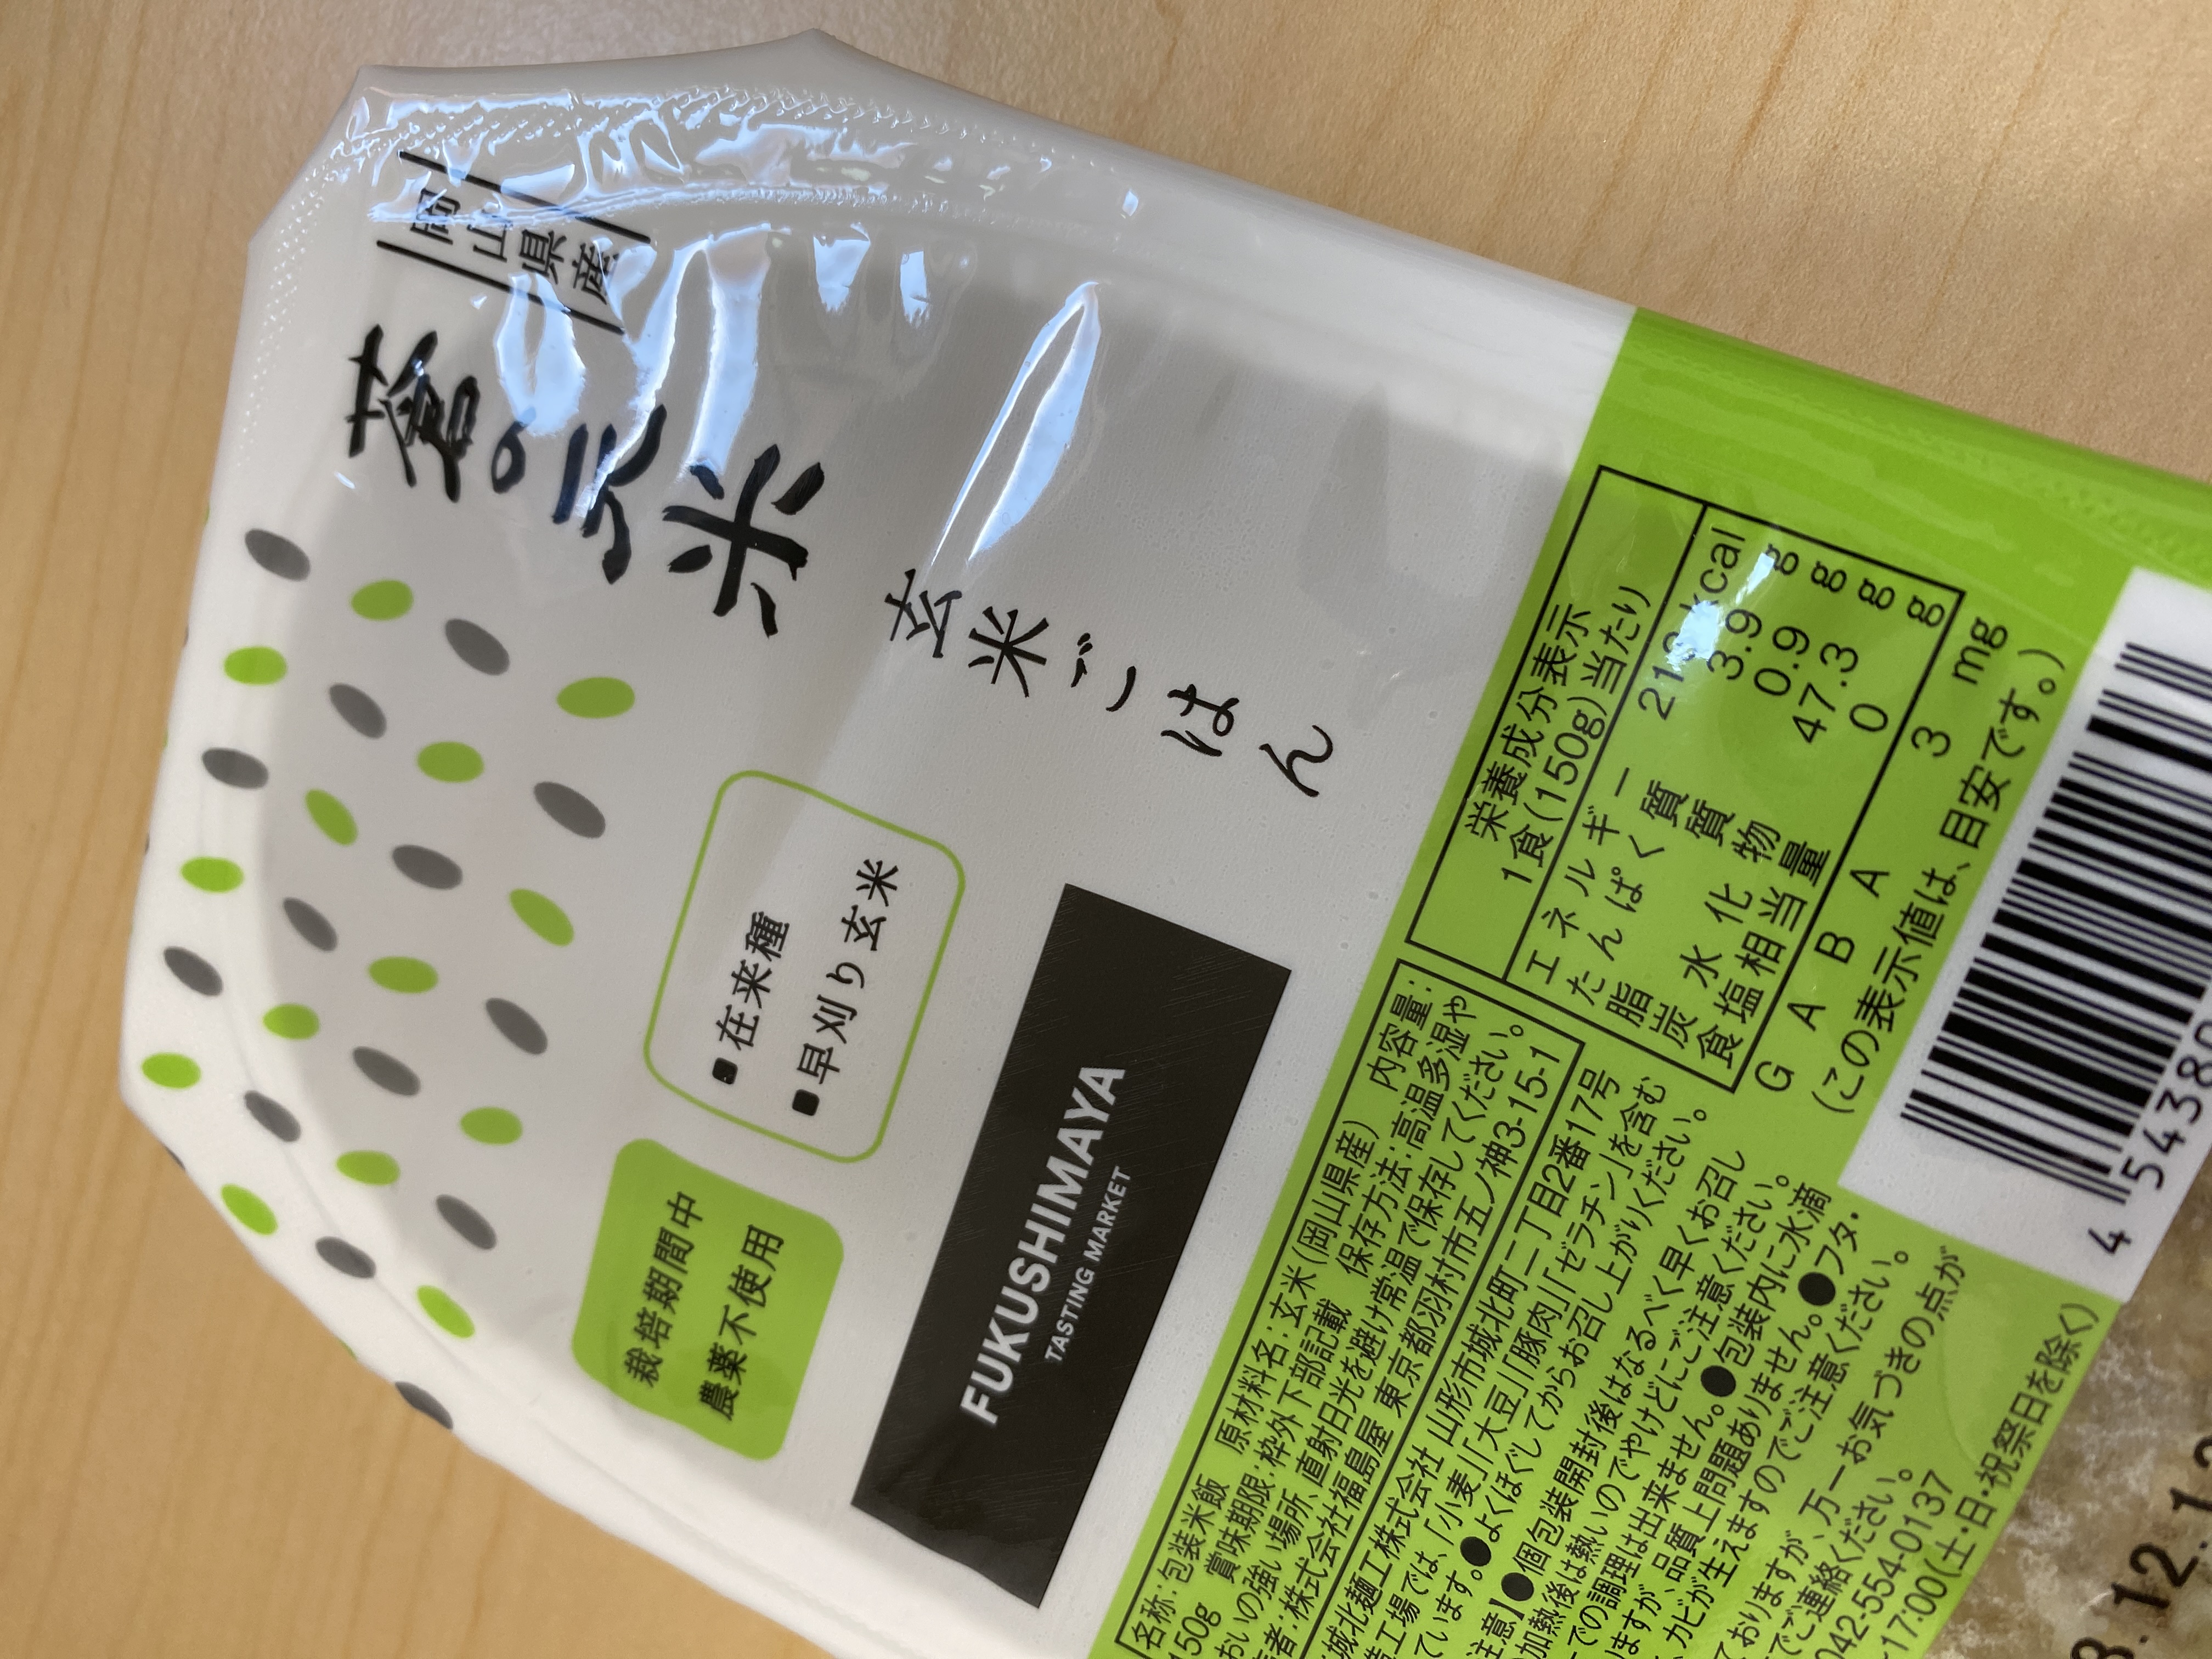 岡山県産
蒼の玄米
玄米ごはん
■在来種
■早刈り玄米
栽培期間中
農薬不使用
FUKUSHIMAYA
TASTING MARKET
栄養成分表示
1食(150g)当たり
エネルギー kcal
たんぱく質 3.9 g
脂質 0.9 g
炭水化物 47.3 g
食塩相当量 0 g
GABA 3 mg
(この表示値は、目安です。)
名称:包装米飯 原材料名:玄米(岡山県産) 内容量:
150g 賞味期限:枠外下部記載 保存方法:高温多湿や
おいの強い場所、直射日光を避け常温で保存してください。
者:株式会社福島屋 東京都羽村市五ノ神3-15-1
城北麺工株式会社 山形市城北町二丁目2番17号
造工場では、「小麦」「大豆」「豚肉」「ゼラチン」を含む
ています。●よくほぐしてからお召し上がりください。
注意】●個包装開封後はなるべく早くお召し
加熱後は熱いのでやけどにご注意ください。
での調理は出来ません。●包装内に水滴
ますが、品質上問題ありません。●フタ・
カビが生えますのでご注意ください。
ておりますが、万一お気づきの点が
でご連絡ください。
042-554-0137
17:00(土・日・祝祭日を除く)
4 54380
3.12.1